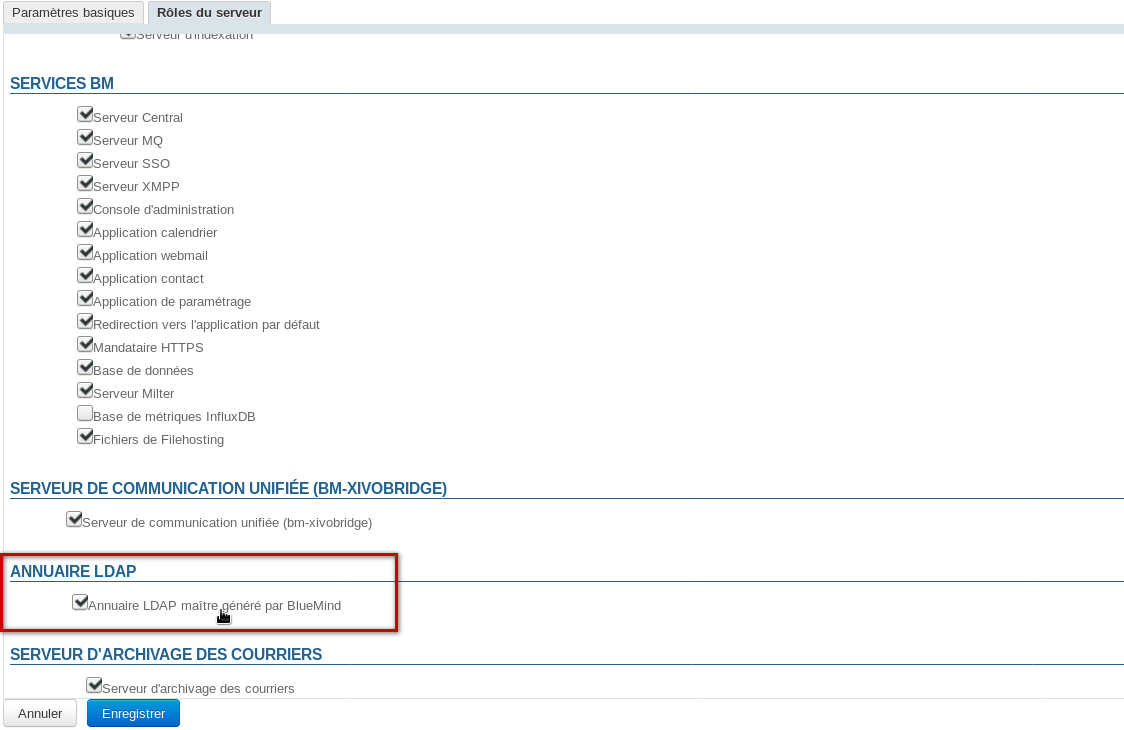 Paramètres basiques
Rôles du serveur
Serveur d'indexation
SERVICES BM
Serveur Central
Serveur MQ
Serveur SSO
Serveur XMPP
Console d'administration
Application calendrier
Application webmail
Application contact
Application de paramétrage
Redirection vers l'application par défaut
Mandataire HTTPS
Base de données
Serveur Milter
Base de métriques InfluxDB
Fichiers de Filehosting
SERVEUR DE COMMUNICATION UNIFIÉE (BM-XIVOBRIDGE)
Serveur de communication unifiée (bm-xivobridge)
ANNUAIRE LDAP
Annuaire LDAP maître généré par BlueMind
SERVEUR D'ARCHIVAGE DES COURRIERS
Serveur d'archivage des courriers
Annuler
Enregistrer